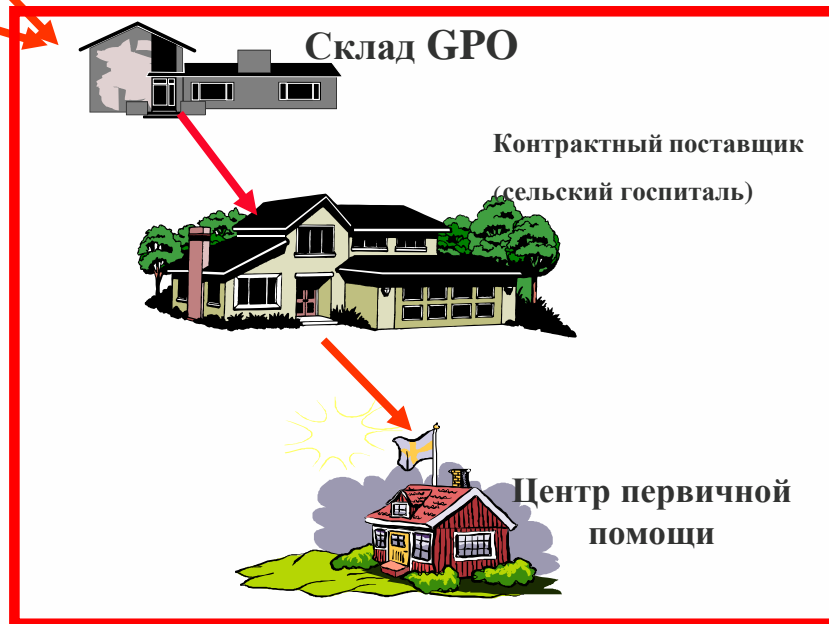 Склад GPO
Контрактный поставщик
(сельский госпиталь)
Центр первичной
помощи